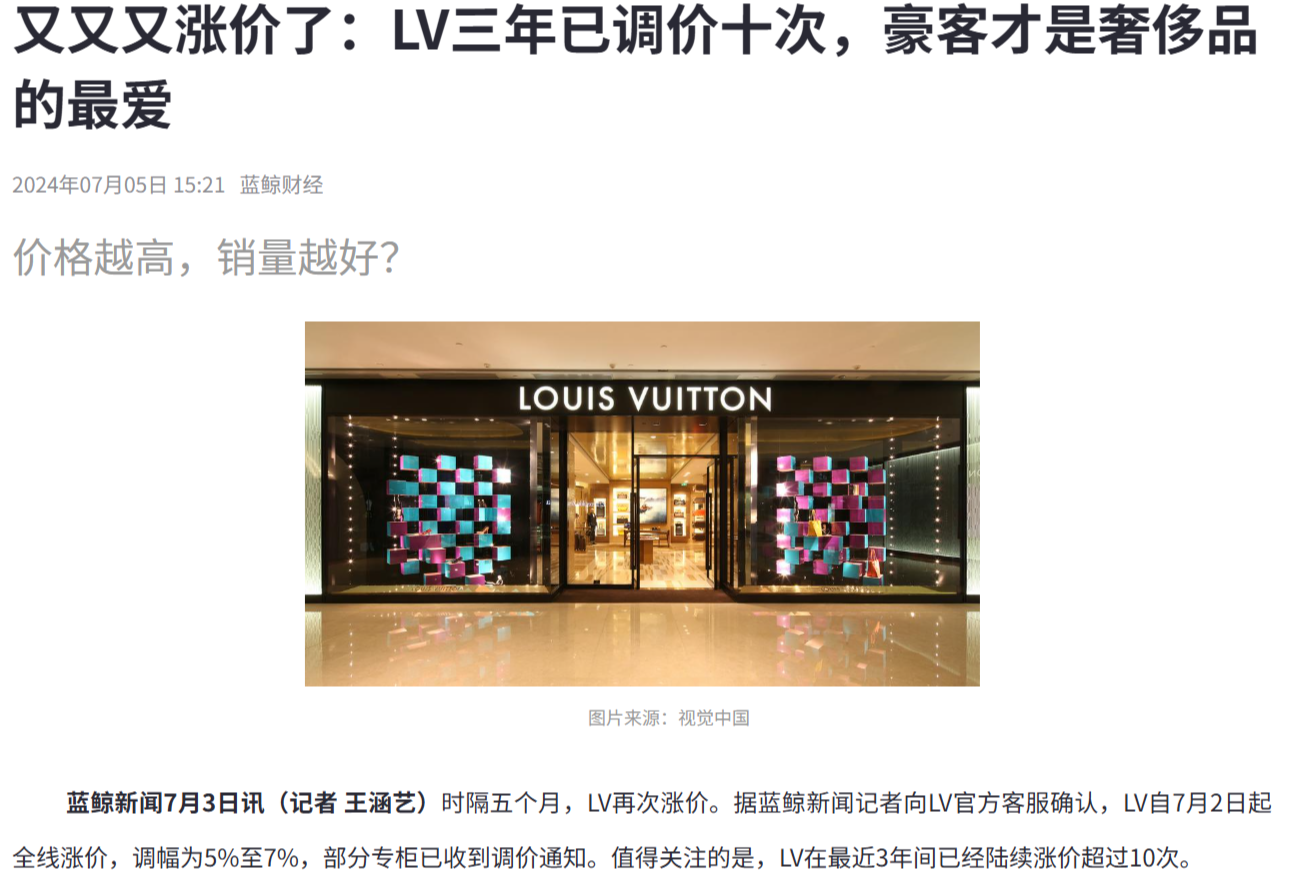 又又又涨价了：LV三年已调价十次，豪客才是奢侈品
的最爱
2024年07月05日 15:21 蓝鲸财经
价格越高，销量越好？
LOUIS VUITTON
图片来源：视觉中国
蓝鲸新闻7月3日讯（记者 王涵艺）时隔五个月，LV再次涨价。据蓝鲸新闻记者向LV官方客服确认，LV自7月2日起
全线涨价，调幅为5%至7%，部分专柜已收到调价通知。值得关注的是，LV在最近3年间已经陆续涨价超过10次。